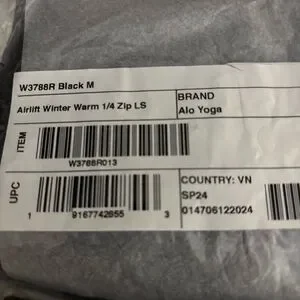 W3788R Black M
Airlift Winter Warm 1/4 Zip LS
BRAND
Alo Yoga
ITEM
W3788R013
UPC
1 9167742655 3
COUNTRY: VN
SP24
014706122024